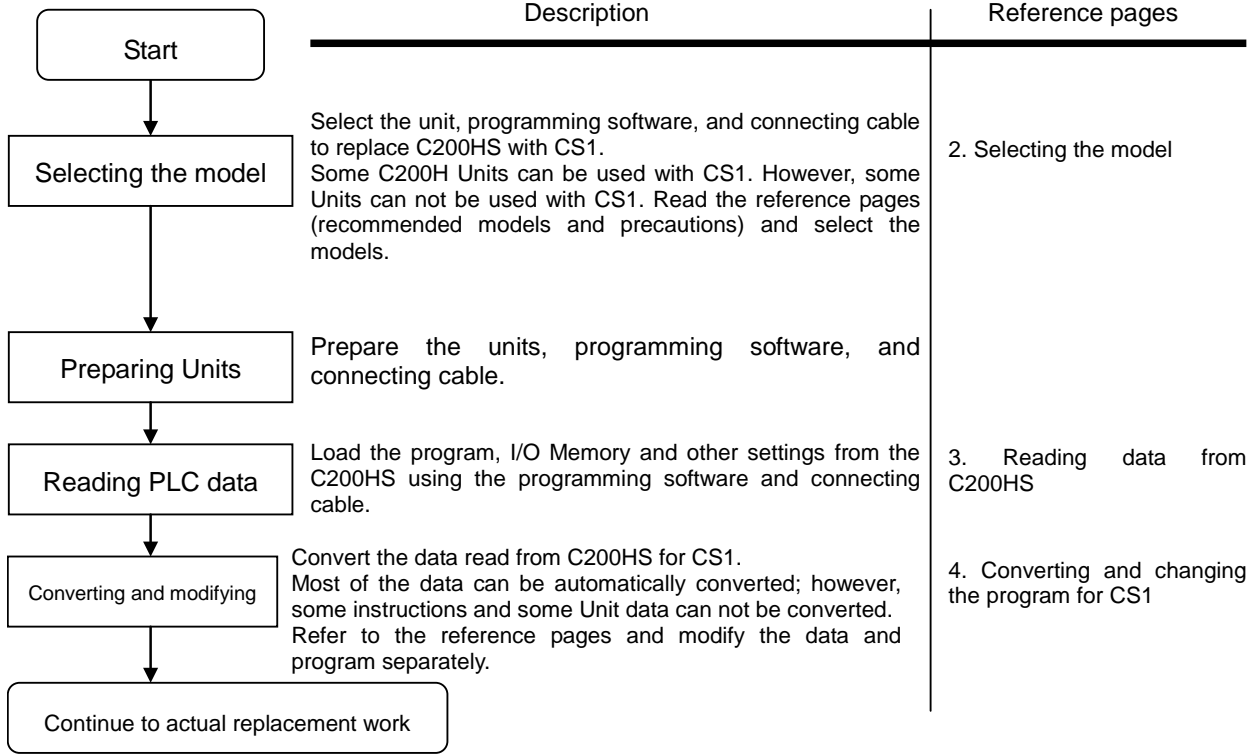 Description
Reference pages
Start
Selecting the model
Select the unit, programming software, and connecting cable
to replace C200HS with CS1.
Some C200H Units can be used with CS1. However, some
Units can not be used with CS1. Read the reference pages
(recommended models and precautions) and select the
models.
2. Selecting the model
Preparing Units
Prepare the units, programming software, and
connecting cable.
Reading PLC data
Load the program, I/O Memory and other settings from the
C200HS using the programming software and connecting
cable.
3. Reading data from
C200HS
Converting and modifying
Convert the data read from C200HS for CS1.
Most of the data can be automatically converted; however,
some instructions and some Unit data can not be converted.
Refer to the reference pages and modify the data and
program separately.
4. Converting and changing
the program for CS1
Continue to actual replacement work